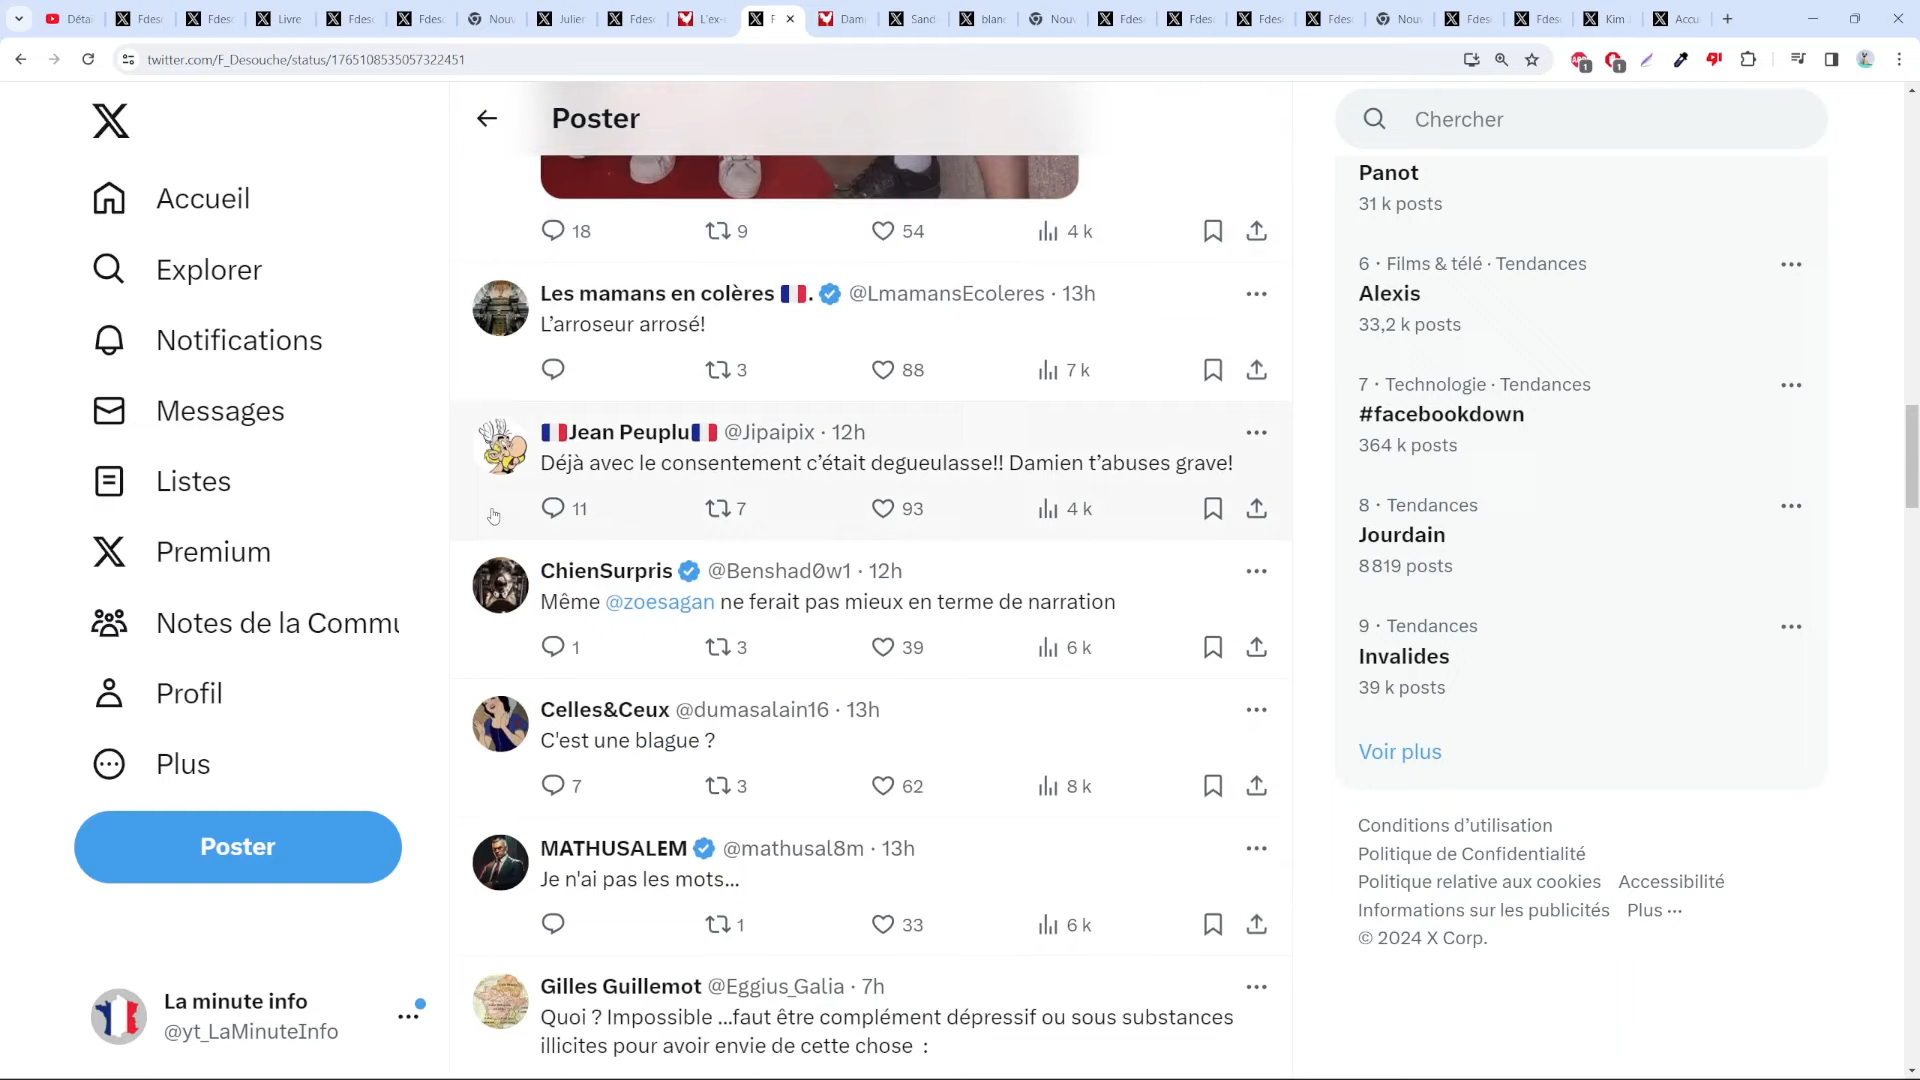 Détai
Fdes
Fdes
Livre
Fdes
Fdes
Nouv
Julien
Fdes
L'ex-
F
Dami
Sand
blanc
Nouv
Fdes
Fdes
Fdes
Fdes
Nouv
Fdes
Fdes
Kim
Accu
twitter.com/F_Desouche/status/1765108535057322451
1
1
Accueil
Explorer
Notifications
Messages
Listes
Premium
Notes de la Commu
Profil
Plus
Poster
La minute info
@yt_LaMinuteInfo
Poster
18 9 54 4 k
Les mamans en colères 🇫🇷. @LmamansEcoleres · 13h
L’arroseur arrosé!
3 88 7 k
🇫🇷Jean Peuplu🇫🇷 @Jipaipix · 12h
Déjà avec le consentement c’était degueulasse!! Damien t’abuses grave!
11 7 93 4 k
ChienSurpris @Benshad0w1 · 12h
Même @zoesagan ne ferait pas mieux en terme de narration
1 3 39 6 k
Celles&Ceux @dumasalain16 · 13h
C'est une blague ?
7 3 62 8 k
MATHUSALEM @mathusal8m · 13h
Je n'ai pas les mots...
1 33 6 k
Gilles Guillemot @Eggius_Galia · 7h
Quoi ? Impossible ...faut être complément dépressif ou sous substances
illicites pour avoir envie de cette chose :
Chercher
Panot
31 k posts
6 · Films & télé · Tendances
Alexis
33,2 k posts
7 · Technologie · Tendances
#facebookdown
364 k posts
8 · Tendances
Jourdain
8 819 posts
9 · Tendances
Invalides
39 k posts
Voir plus
Conditions d’utilisation
Politique de Confidentialité
Politique relative aux cookies Accessibilité
Informations sur les publicités Plus ···
© 2024 X Corp.